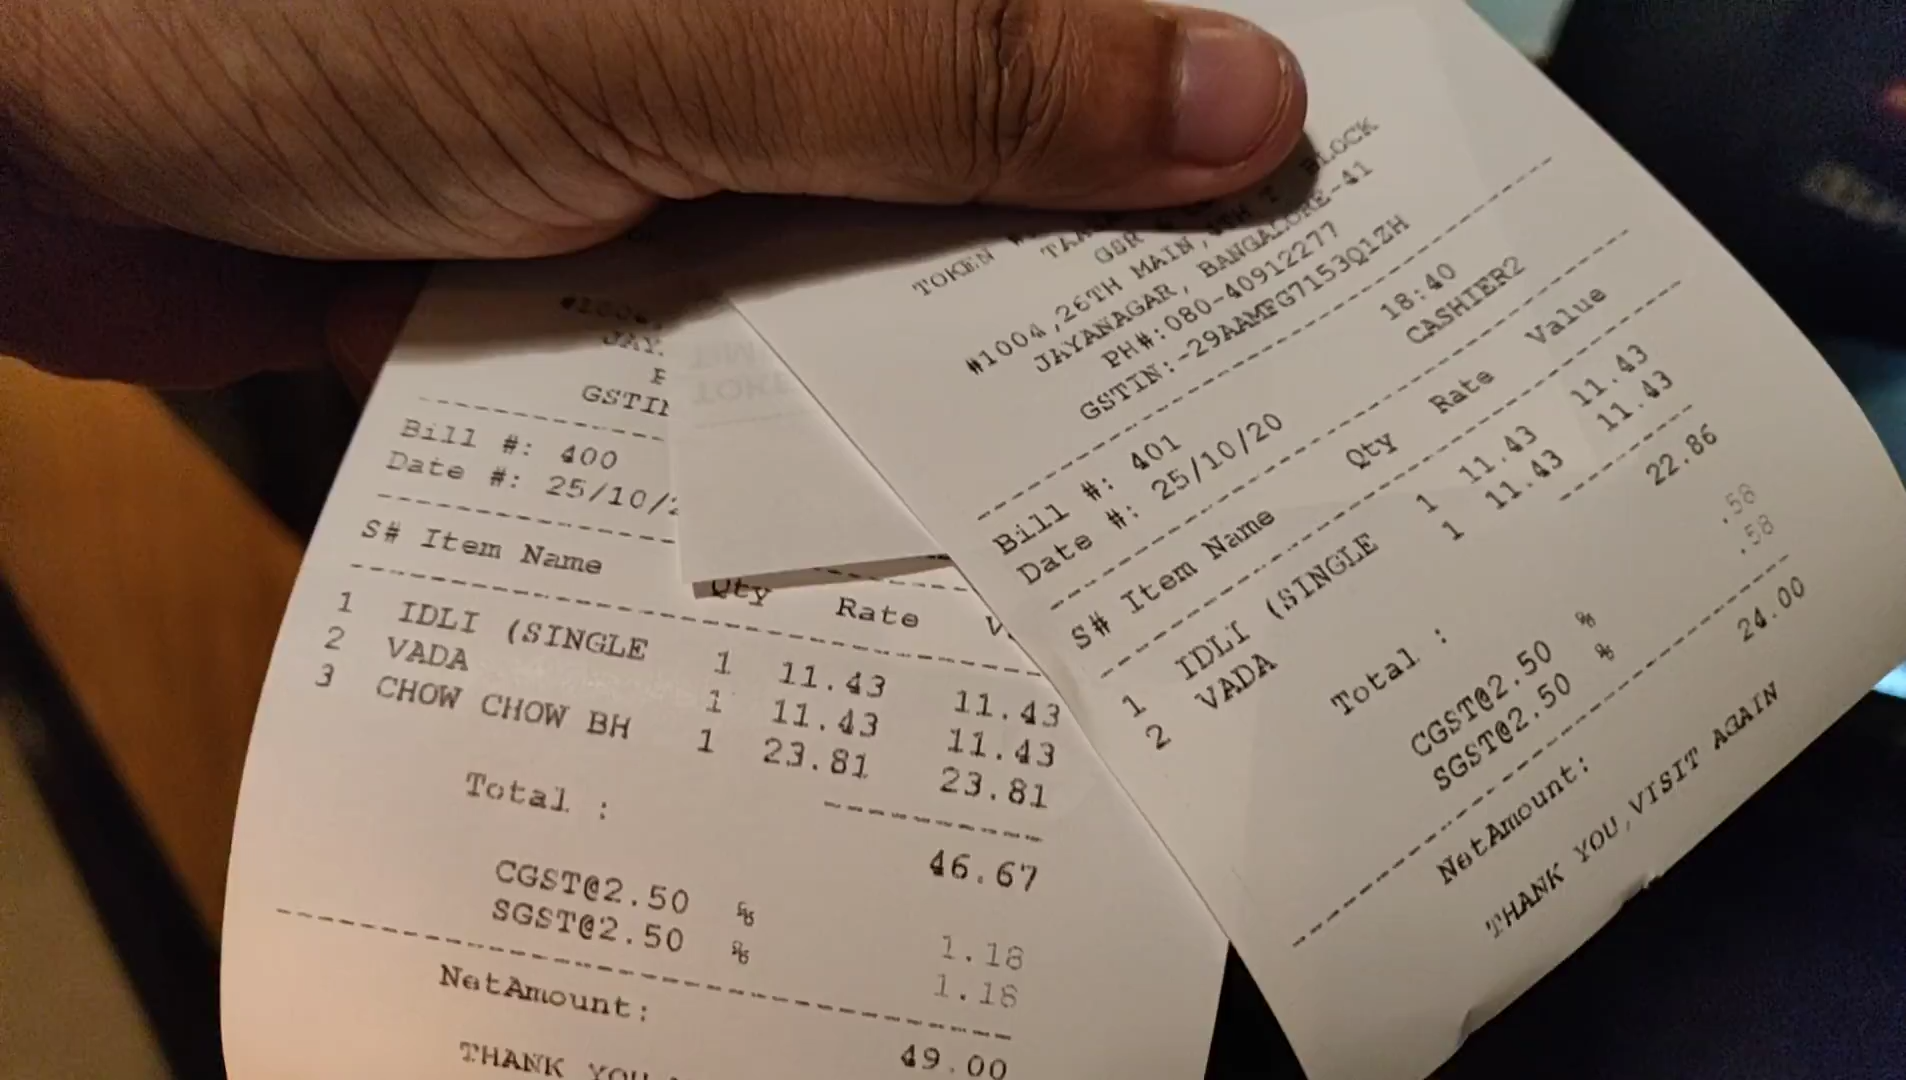 GSTI
Bill #: 400
Date #: 25/10/
S# Item Name Qty Rate
1 IDLI (SINGLE 1 11.43 11.43
2 VADA 1 11.43 11.43
3 CHOW CHOW BH 1 23.81 23.81
Total : 46.67
CGST@2.50 % 1.18
SGST@2.50 % 1.18
NetAmount: 49.00
THANK YOU
TOKEN
#1004,26TH MAIN, BLOCK
JAYANAGAR, BANGALORE-41
PH#:080-40912277
GSTIN:-29AAMFG7153Q1ZH
18:40
Bill #: 401 CASHIER2
Date #: 25/10/20
S# Item Name Qty Rate Value
1 IDLI (SINGLE 1 11.43 11.43
2 VADA 1 11.43 11.43
Total : 22.86
CGST@2.50 % .58
SGST@2.50 % .58
NetAmount: 24.00
THANK YOU,VISIT AGAIN